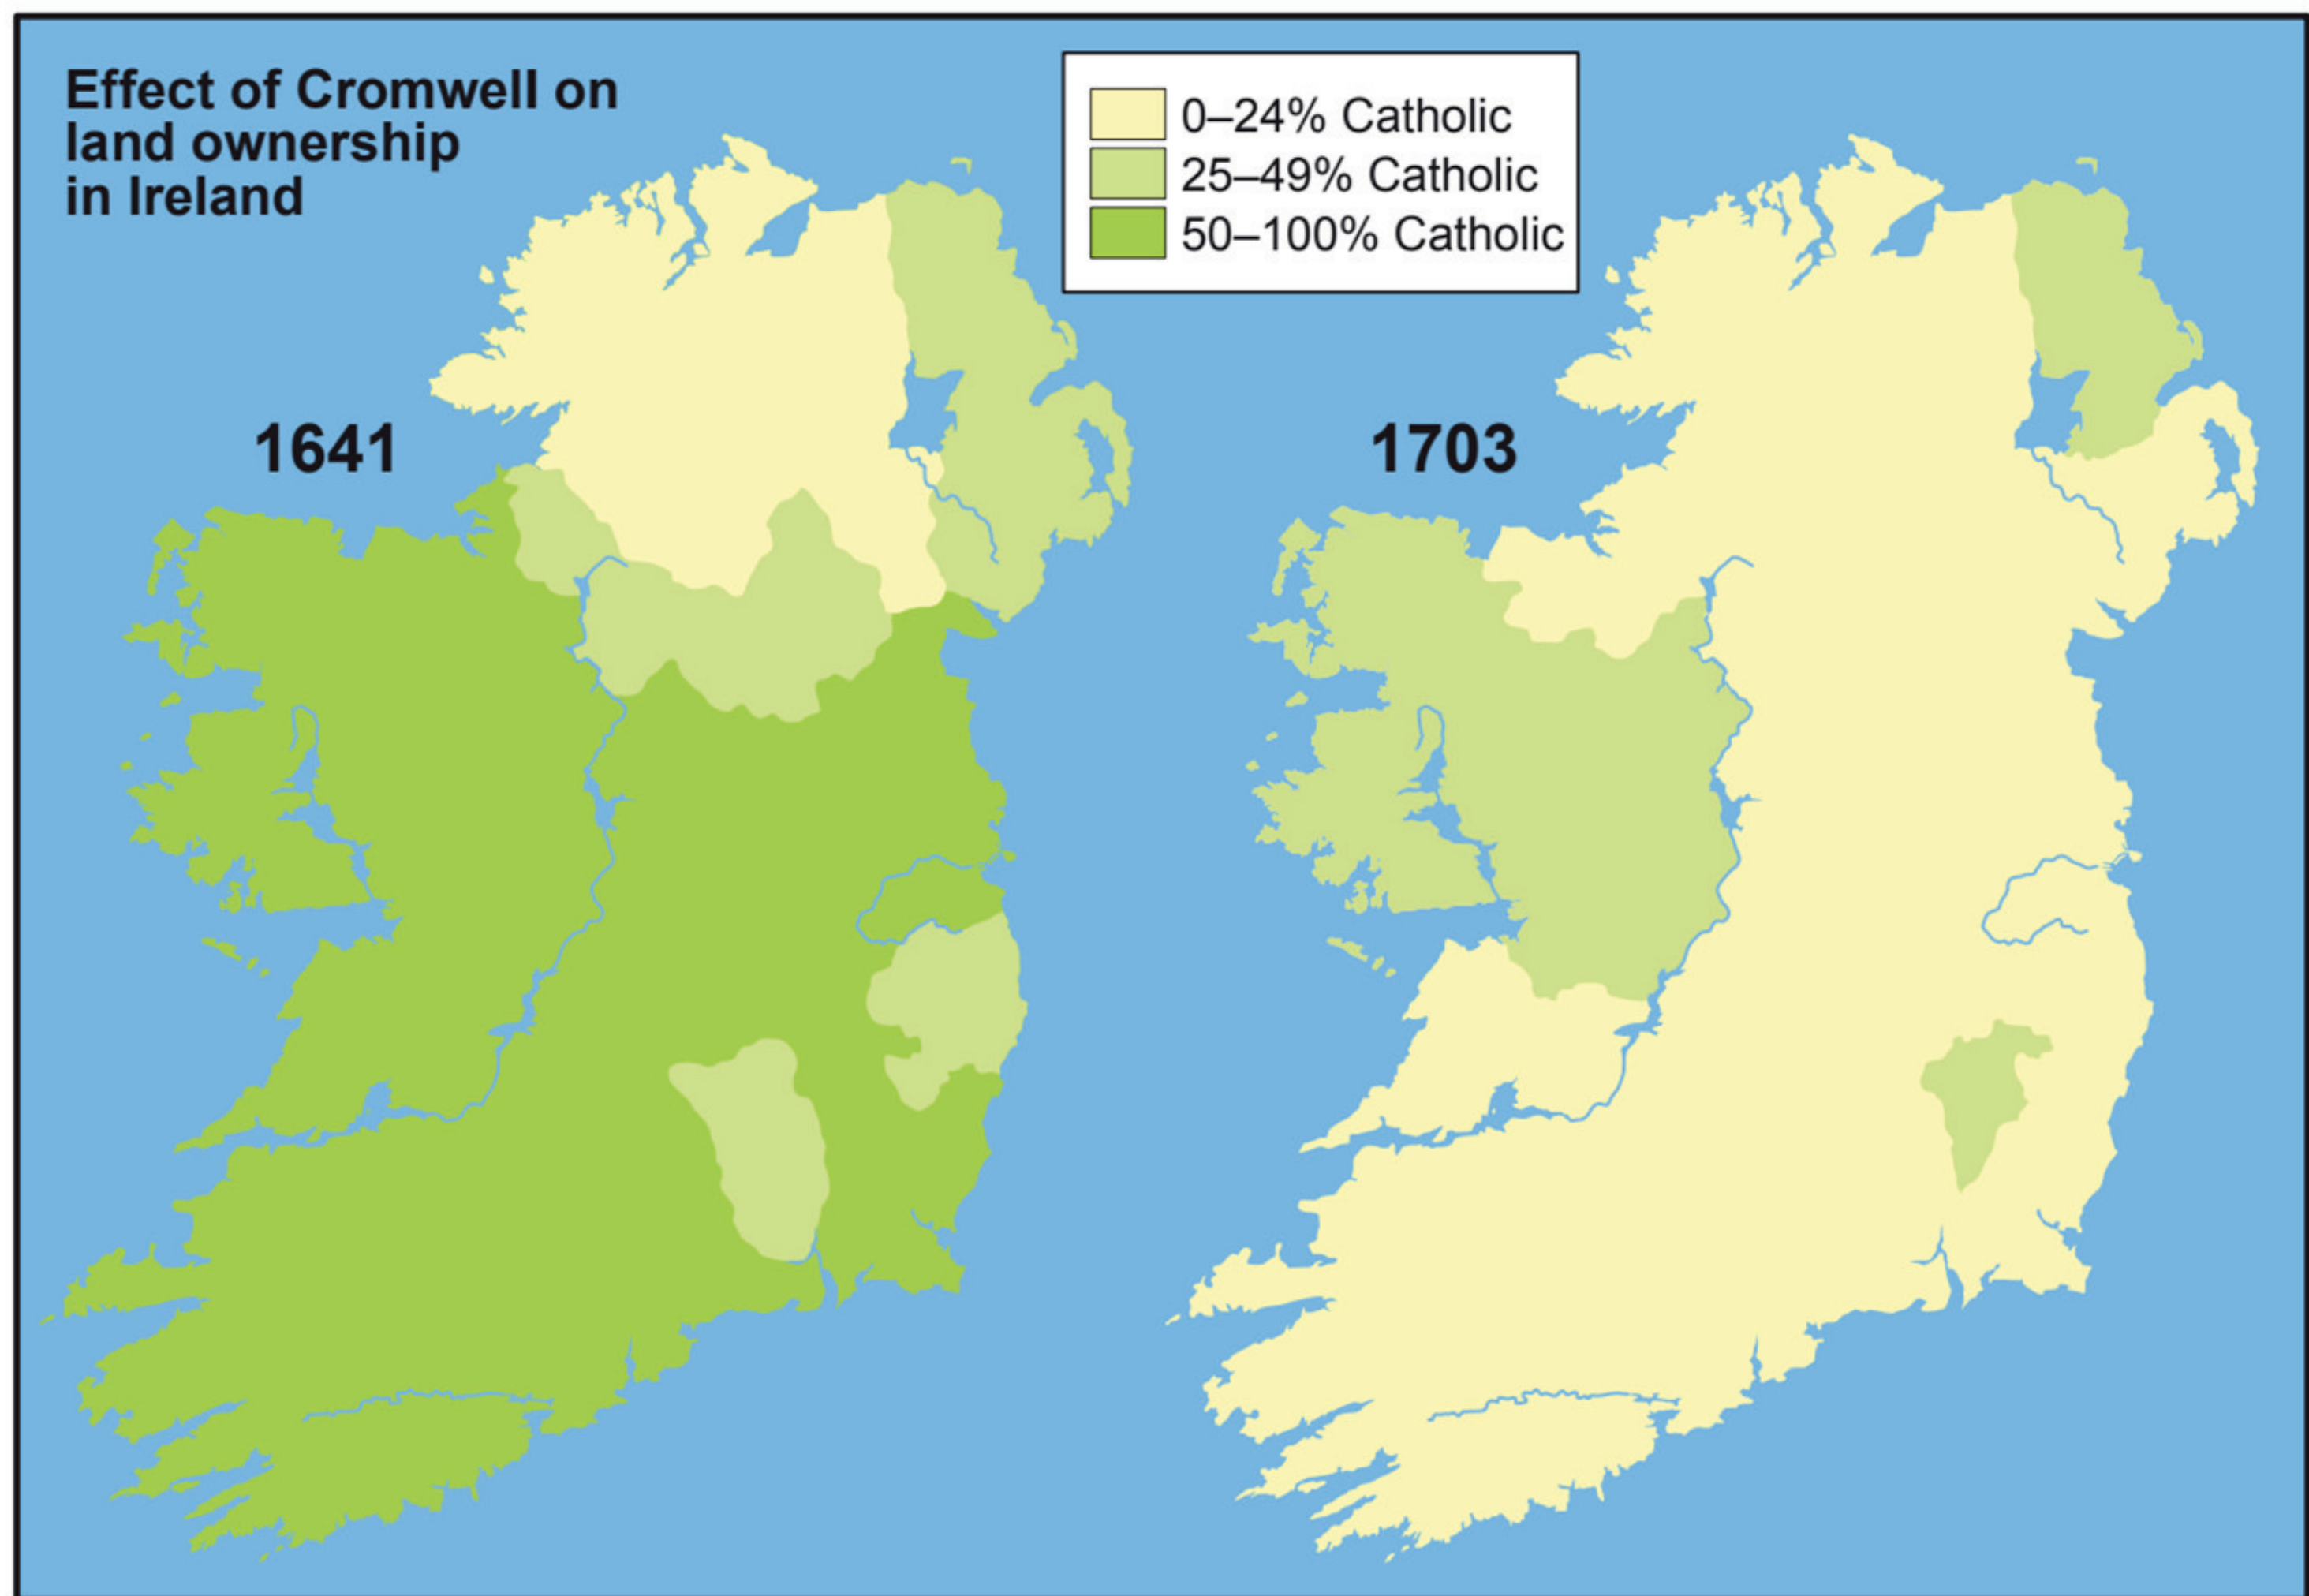 Effect of Cromwell on
land ownership
in Ireland
0–24% Catholic
25–49% Catholic
50–100% Catholic
1641
1703